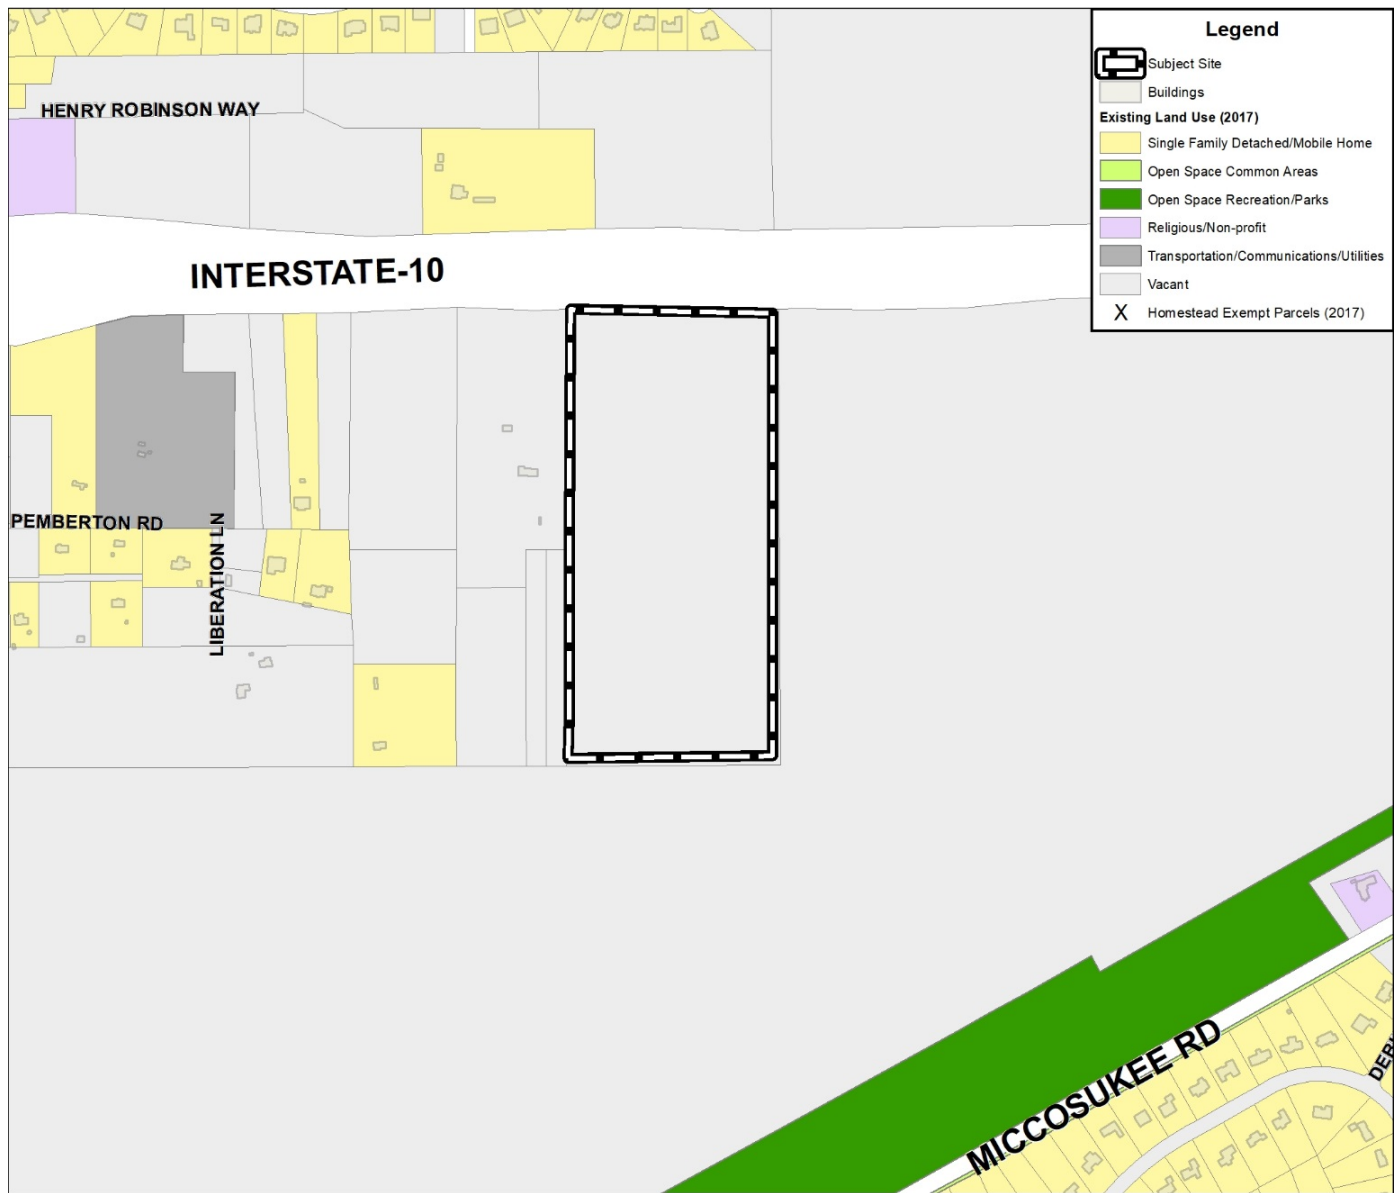 Legend
Subject Site
Buildings
Existing Land Use (2017)
Single Family Detached/Mobile Home
Open Space Common Areas
Open Space Recreation/Parks
Religious/Non-profit
Transportation/Communications/Utilities
Vacant
X Homestead Exempt Parcels (2017)
HENRY ROBINSON WAY
INTERSTATE-10
PEMBERTON RD
LIBERATION LN
MICCOSUKEE RD